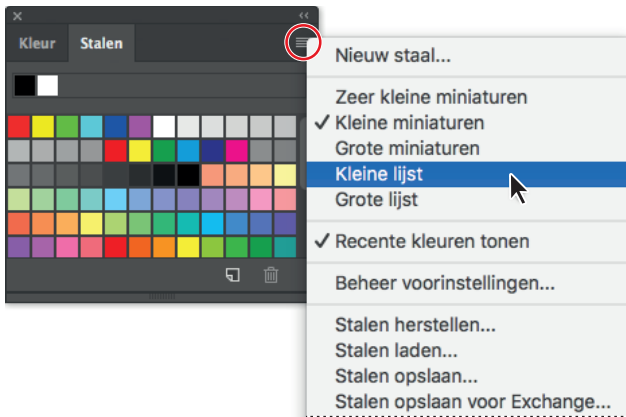 Kleur Stalen
Nieuw staal...
Zeer kleine miniaturen
Kleine miniaturen
Grote miniaturen
Kleine lijst
Grote lijst
Recente kleuren tonen
Beheer voorinstellingen...
Stalen herstellen...
Stalen laden...
Stalen opslaan...
Stalen opslaan voor Exchange...